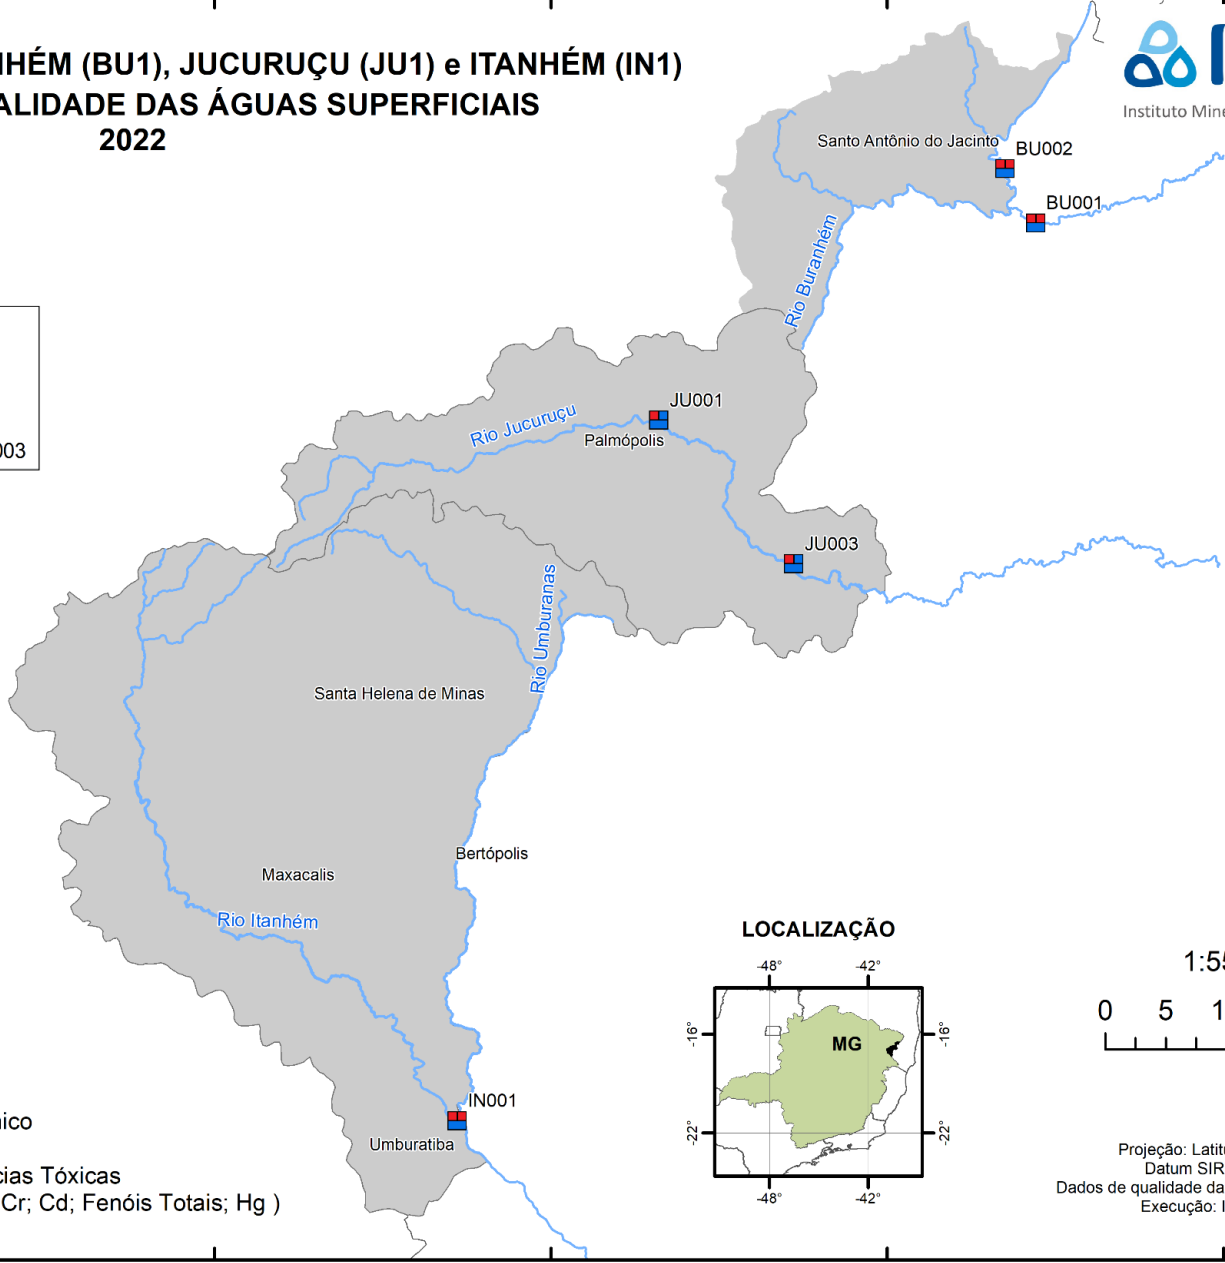 NHÉM (BU1), JUCURUÇU (JU1) e ITANHÉM (IN1)
ALIDADE DAS ÁGUAS SUPERFICIAIS
2022
Instituto Mine
Santo Antônio do Jacinto
BU002
BU001
Rio Buranhém
003
JU001
Rio Jucuruçu
Palmópolis
JU003
Rio Umburanas
Santa Helena de Minas
Bertópolis
Maxacalis
Rio Itanhém
IN001
Umburatiba
LOCALIZAÇÃO
-48° -42°
-16° MG -16°
-22° -22°
-48° -42°
1:55
0 5 1
ico
cias Tóxicas
Cr; Cd; Fenóis Totais; Hg )
Projeção: Latitu
Datum SIR
Dados de qualidade da
Execução: I